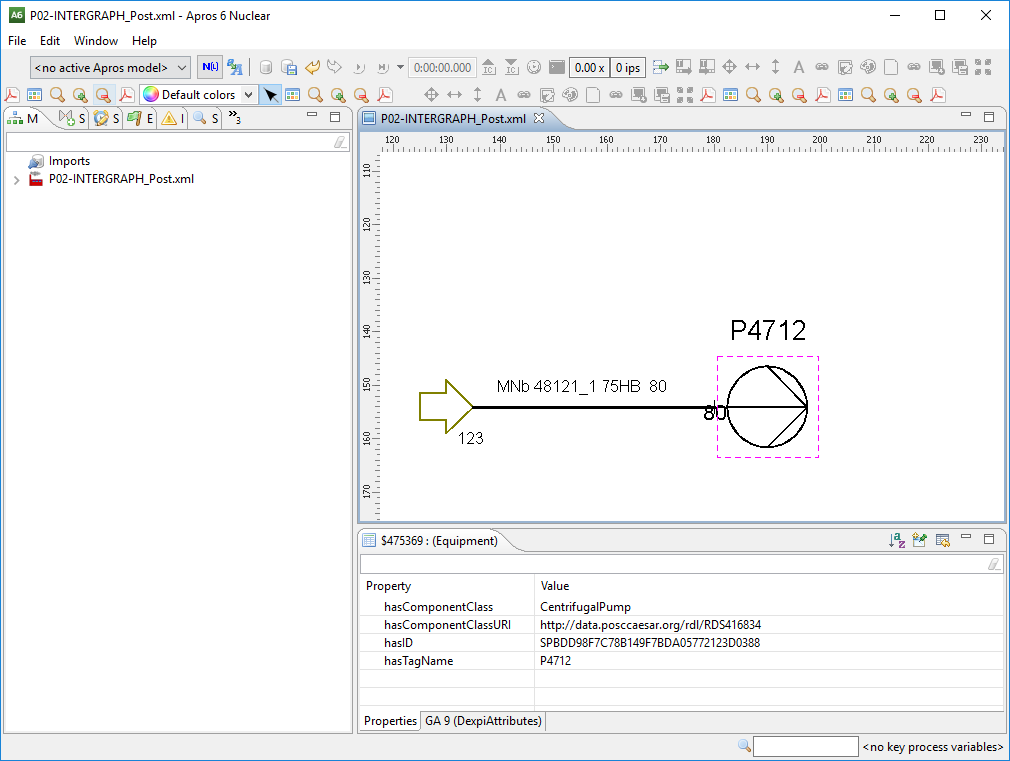 A6 P02-INTERGRAPH_Post.xml - Apros 6 Nuclear
File Edit Window Help
<no active Apros model> N(t) 0:00:00.000 IC IC 0.00 x 0 ips A
Default colors A
M S S E I S »3
P02-INTERGRAPH_Post.xml
Imports
P02-INTERGRAPH_Post.xml
120 130 140 150 160 170 180 190 200 210 220 230
110
120
130
140
150
160
170
P4712
MNb 48121_1 75HB 80
80
123
$475369 : (Equipment)
Property Value
hasComponentClass CentrifugalPump
hasComponentClassURI http://data.posccaesar.org/rdl/RDS416834
hasID SPBDD98F7C78B149F7BDA05772123D0388
hasTagName P4712
Properties GA 9 (DexpiAttributes)
<no key process variables>